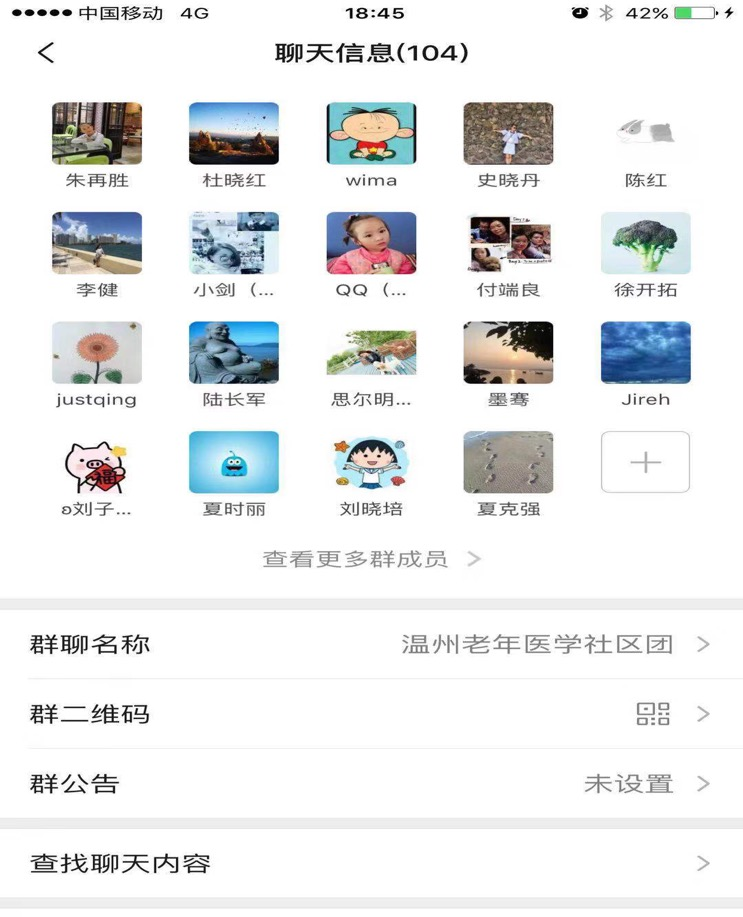 中国移动 4G 18:45 42%
聊天信息(104)
朱再胜 杜晓红 wima 史晓丹 陈红
李健 小剑（... QQ（... 付端良 徐开拓
justqing 陆长军 思尔明... 墨骞 Jireh
福
ʚ刘子... 夏时丽 刘晓培 夏克强
查看更多群成员
群聊名称 温州老年医学社区团
群二维码
群公告 未设置
查找聊天内容